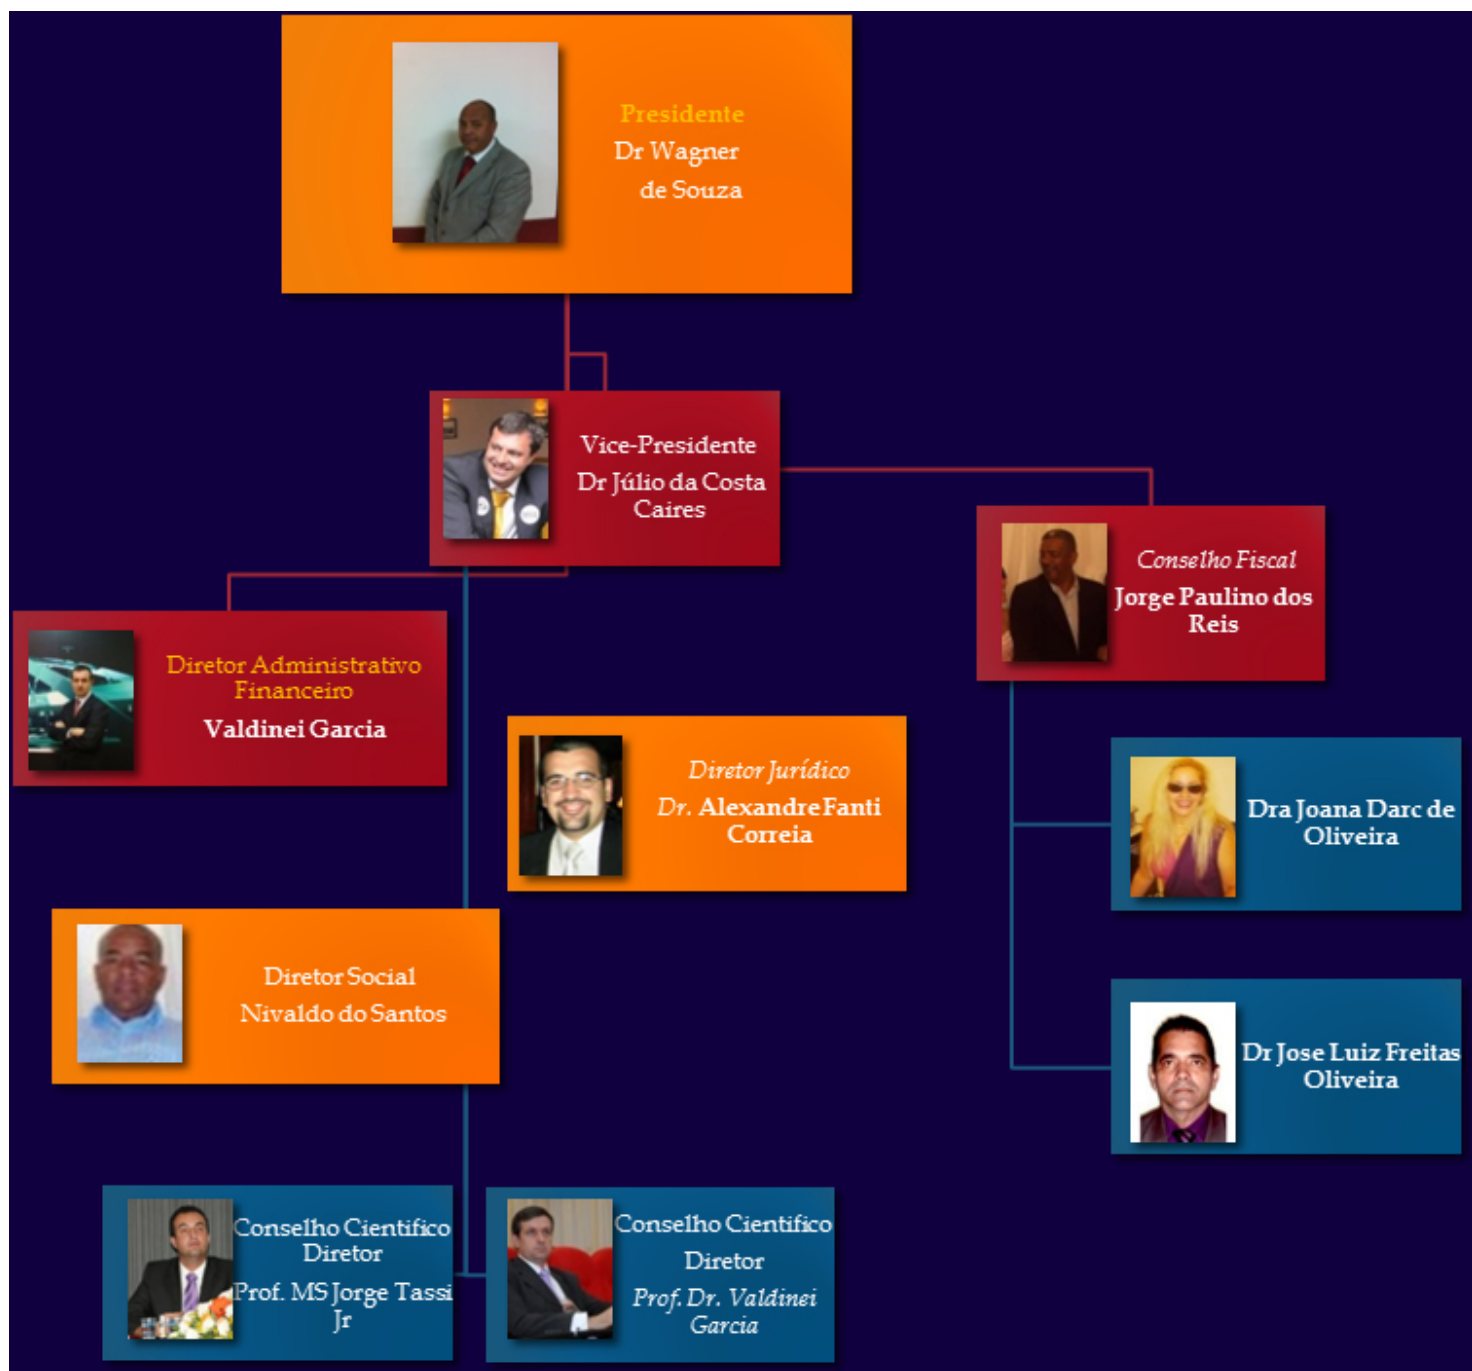 Presidente
Dr Wagner
de Souza
Vice-Presidente
Dr Júlio da Costa
Caires
Conselho Fiscal
Jorge Paulino dos
Reis
Diretor Administrativo
Financeiro
Valdinei Garcia
Diretor Jurídico
Dr. Alexandre Fanti
Correia
Dra Joana Darc de
Oliveira
Diretor Social
Nivaldo do Santos
Dr Jose Luiz Freitas
Oliveira
Conselho Cientifico
Diretor
Prof. MS Jorge Tassi
Jr
Conselho Cientifico
Diretor
Prof. Dr. Valdinei
Garcia